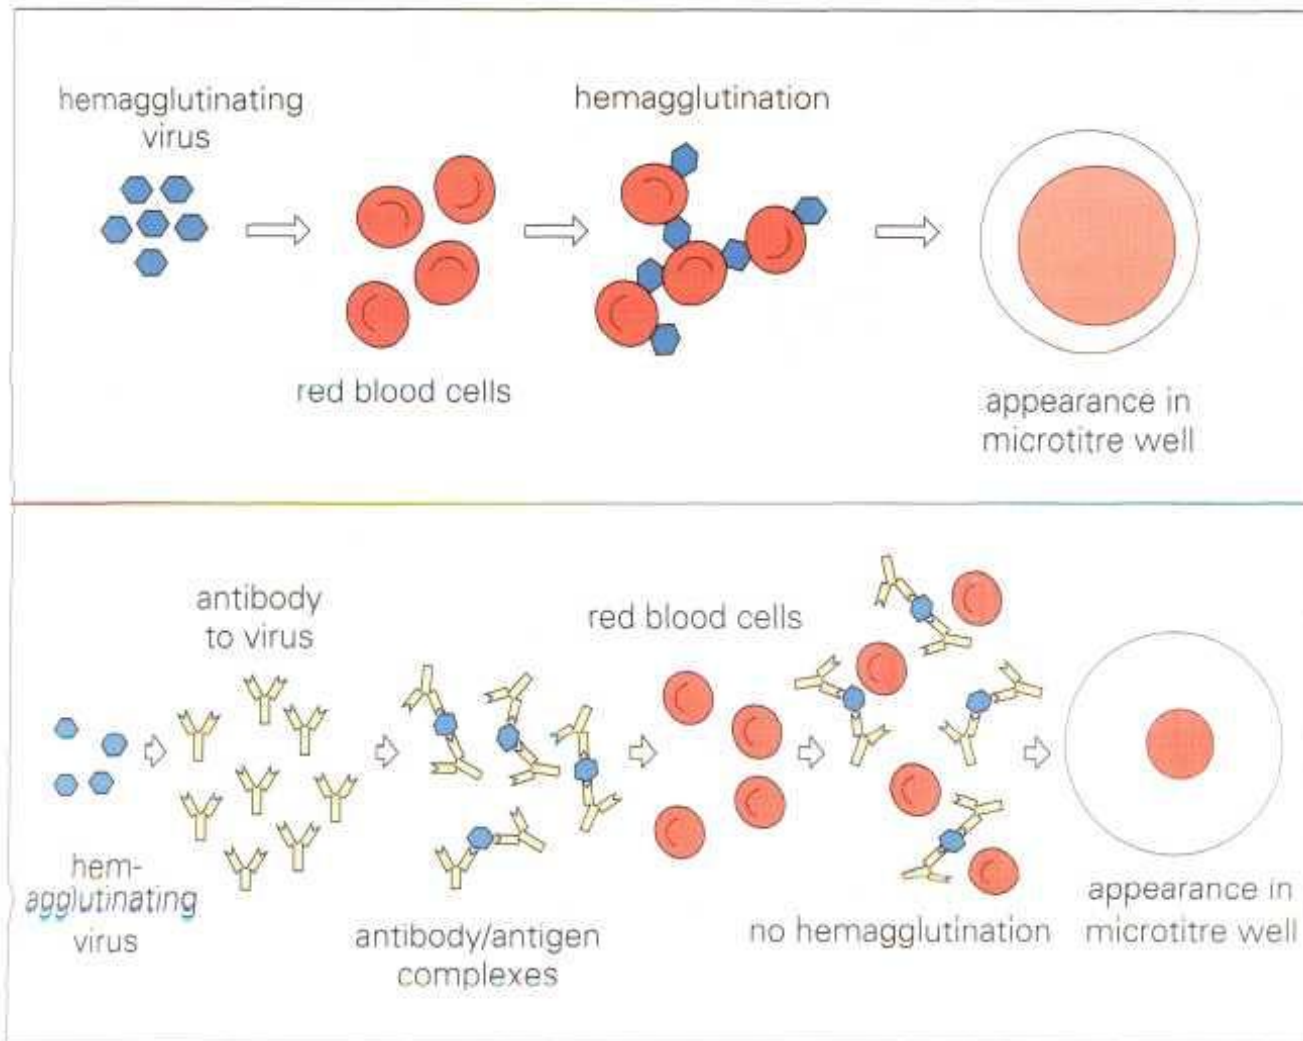 hemagglutinating
virus
hemagglutination
red blood cells
appearance in
microtitre well
antibody
to virus
red blood cells
hem-
agglutinating
virus
antibody/antigen
complexes
no hemagglutination
appearance in
microtitre well